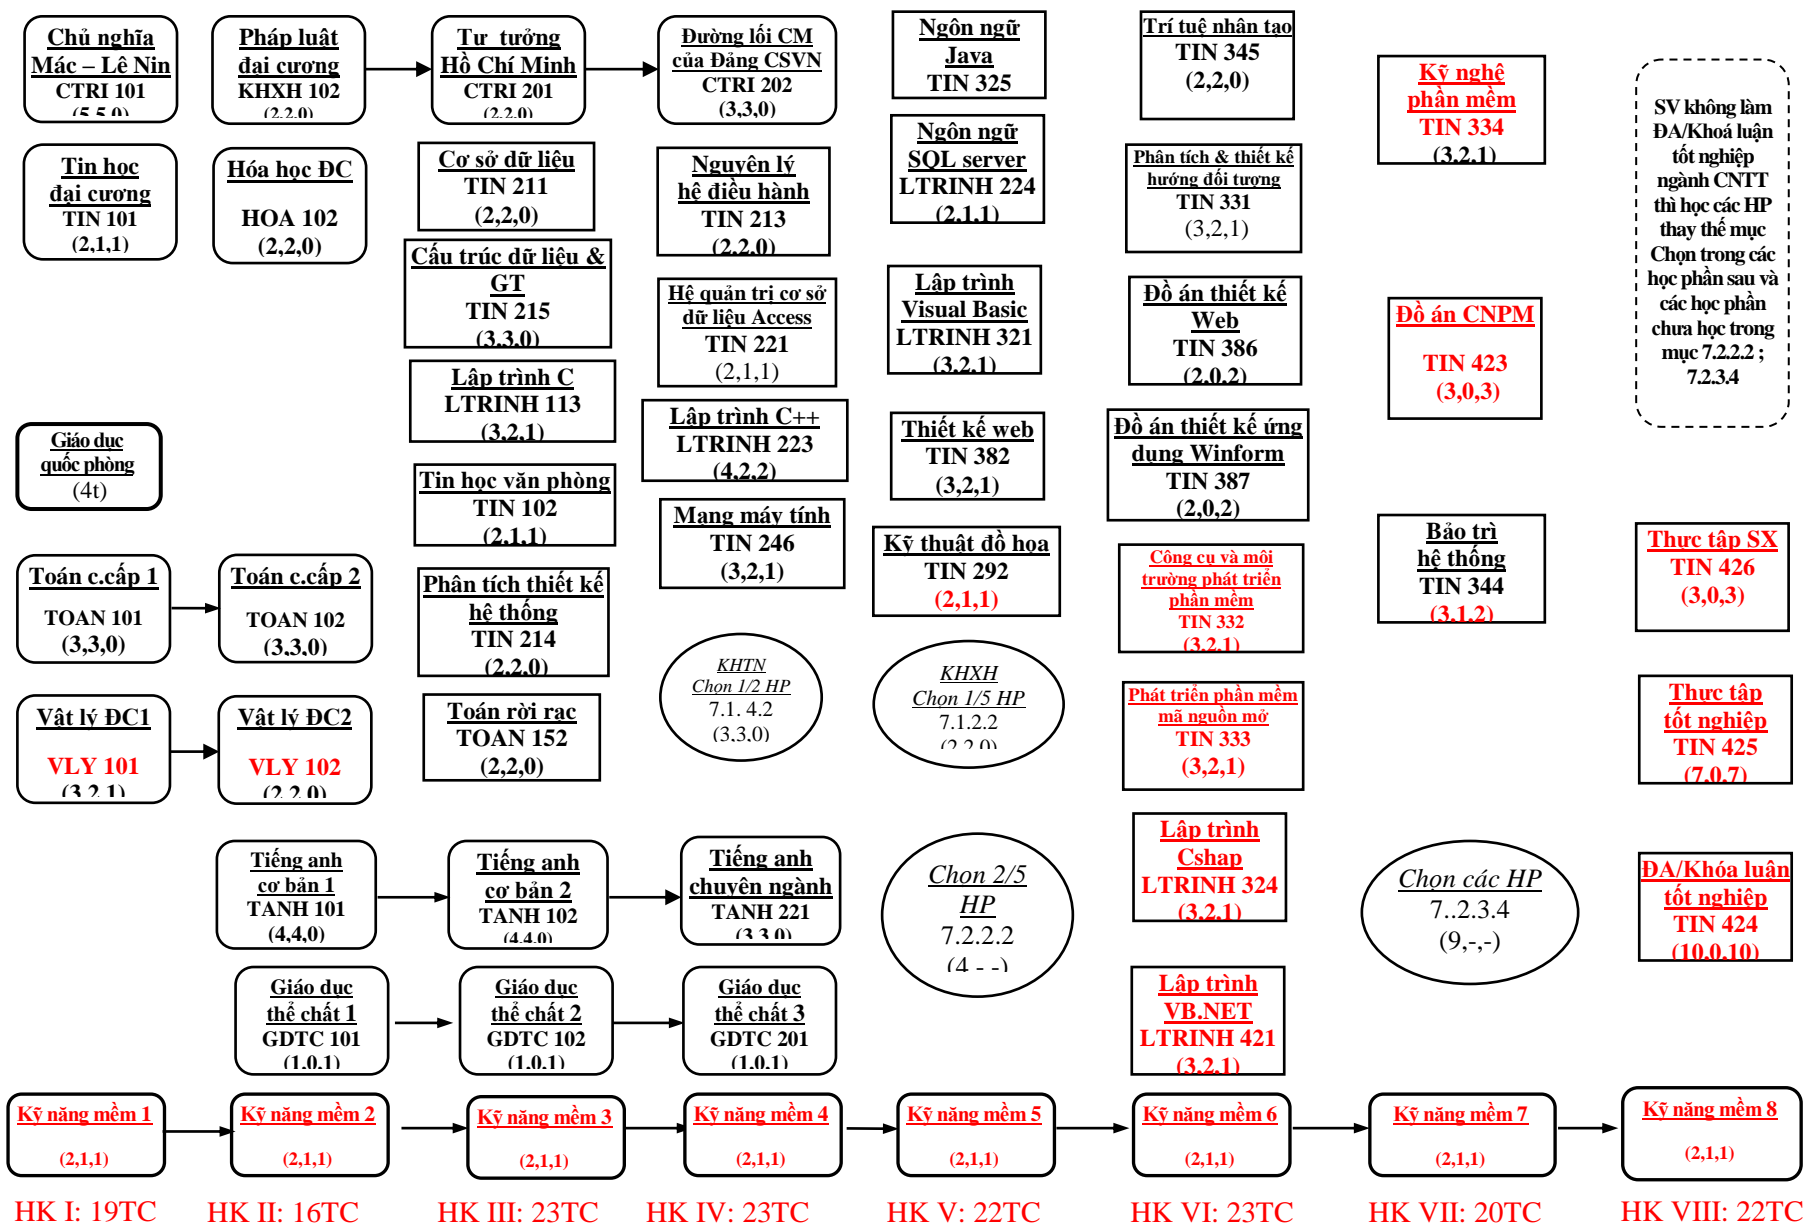 Chủ nghĩa
Mác – Lê Nin
CTRI 101
(5,5,0)
Tin học
đại cương
TIN 101
(2,1,1)
Giáo dục
quốc phòng
(4t)
Toán c.cấp 1
TOAN 101
(3,3,0)
Vật lý ĐC1
VLY 101
(3,2,1)
Kỹ năng mềm 1
(2,1,1)
HK I: 19TC
Pháp luật
đại cương
KHXH 102
(2,2,0)
Hóa học ĐC
HOA 102
(2,2,0)
Toán c.cấp 2
TOAN 102
(3,3,0)
Vật lý ĐC2
VLY 102
(2,2,0)
Tiếng anh
cơ bản 1
TANH 101
(4,4,0)
Giáo dục
thể chất 1
GDTC 101
(1,0,1)
Kỹ năng mềm 2
(2,1,1)
HK II: 16TC
Tư tưởng
Hồ Chí Minh
CTRI 201
(2,2,0)
Cơ sở dữ liệu
TIN 211
(2,2,0)
Cấu trúc dữ liệu &
GT
TIN 215
(3,3,0)
Lập trình C
LTRINH 113
(3,2,1)
Tin học văn phòng
TIN 102
(2,1,1)
Phân tích thiết kế
hệ thống
TIN 214
(2,2,0)
Toán rời rạc
TOAN 152
(2,2,0)
Tiếng anh
cơ bản 2
TANH 102
(4,4,0)
Giáo dục
thể chất 2
GDTC 102
(1,0,1)
Kỹ năng mềm 3
(2,1,1)
HK III: 23TC
Đường lối CM
của Đảng CSVN
CTRI 202
(3,3,0)
Nguyên lý
hệ điều hành
TIN 213
(2,2,0)
Hệ quản trị cơ sở
dữ liệu Access
TIN 221
(2,1,1)
Lập trình C++
LTRINH 223
(4,2,2)
Mạng máy tính
TIN 246
(3,2,1)
KHTN
Chọn 1/2 HP
7.1. 4.2
(3,3,0)
Tiếng anh
chuyên ngành
TANH 221
(3,3,0)
Giáo dục
thể chất 3
GDTC 201
(1,0,1)
Kỹ năng mềm 4
(2,1,1)
HK IV: 23TC
Ngôn ngữ
Java
TIN 325
Ngôn ngữ
SQL server
LTRINH 224
(2,1,1)
Lập trình
Visual Basic
LTRINH 321
(3,2,1)
Thiết kế web
TIN 382
(3,2,1)
Kỹ thuật đồ họa
TIN 292
(2,1,1)
KHXH
Chọn 1/5 HP
7.1.2.2
(2,2,0)
Chọn 2/5
HP
7.2.2.2
(4,-,-)
Kỹ năng mềm 5
(2,1,1)
HK V: 22TC
Trí tuệ nhân tạo
TIN 345
(2,2,0)
Phân tích & thiết kế
hướng đối tượng
TIN 331
(3,2,1)
Đồ án thiết kế
Web
TIN 386
(2,0,2)
Đồ án thiết kế ứng
dụng Winform
TIN 387
(2,0,2)
Công cụ và môi
trường phát triển
phần mềm
TIN 332
(3,2,1)
Phát triển phần mềm
mã nguồn mở
TIN 333
(3,2,1)
Lập trình
Cshap
LTRINH 324
(3,2,1)
Lập trình
VB.NET
LTRINH 421
(3,2,1)
Kỹ năng mềm 6
(2,1,1)
HK VI: 23TC
Kỹ nghệ
phần mềm
TIN 334
(3,2,1)
Đồ án CNPM
TIN 423
(3,0,3)
Bảo trì
hệ thống
TIN 344
(3,1,2)
Chọn các HP
7..2.3.4
(9,-,-)
Kỹ năng mềm 7
(2,1,1)
HK VII: 20TC
SV không làm
ĐA/Khoá luận
tốt nghiệp
ngành CNTT
thì học các HP
thay thế mục
Chọn trong các
học phần sau và
các học phần
chưa học trong
mục 7.2.2.2 ;
7.2.3.4
Thực tập SX
TIN 426
(3,0,3)
Thực tập
tốt nghiệp
TIN 425
(7,0,7)
ĐA/Khóa luận
tốt nghiệp
TIN 424
(10,0,10)
Kỹ năng mềm 8
(2,1,1)
HK VIII: 22TC